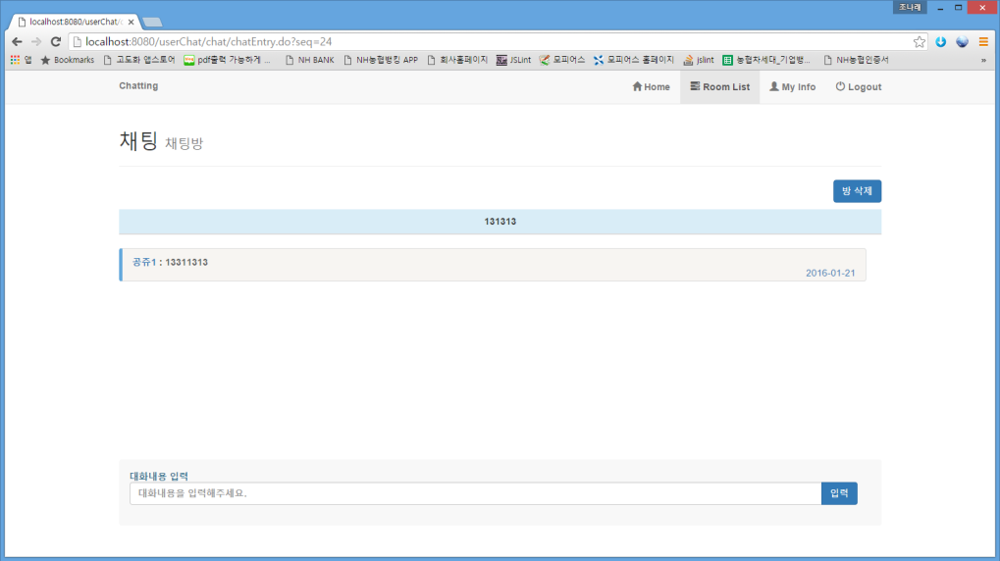 조나래
localhost:8080/userChat/c
localhost:8080/userChat/chat/chatEntry.do?seq=24
앱 Bookmarks 고도화 앱스토어 pdf출력 가능하게 ... NH BANK NH농협뱅킹 APP 회사홈페이지 JSLint 모피어스 모피어스 홈페이지 jslint 농협차세대_기업뱅... NH농협인증서 »
Chatting Home Room List My Info Logout
채팅 채팅방
방 삭제
131313
공쥬1 : 13311313
2016-01-21
대화내용 입력
대화내용을 입력해주세요. 입력